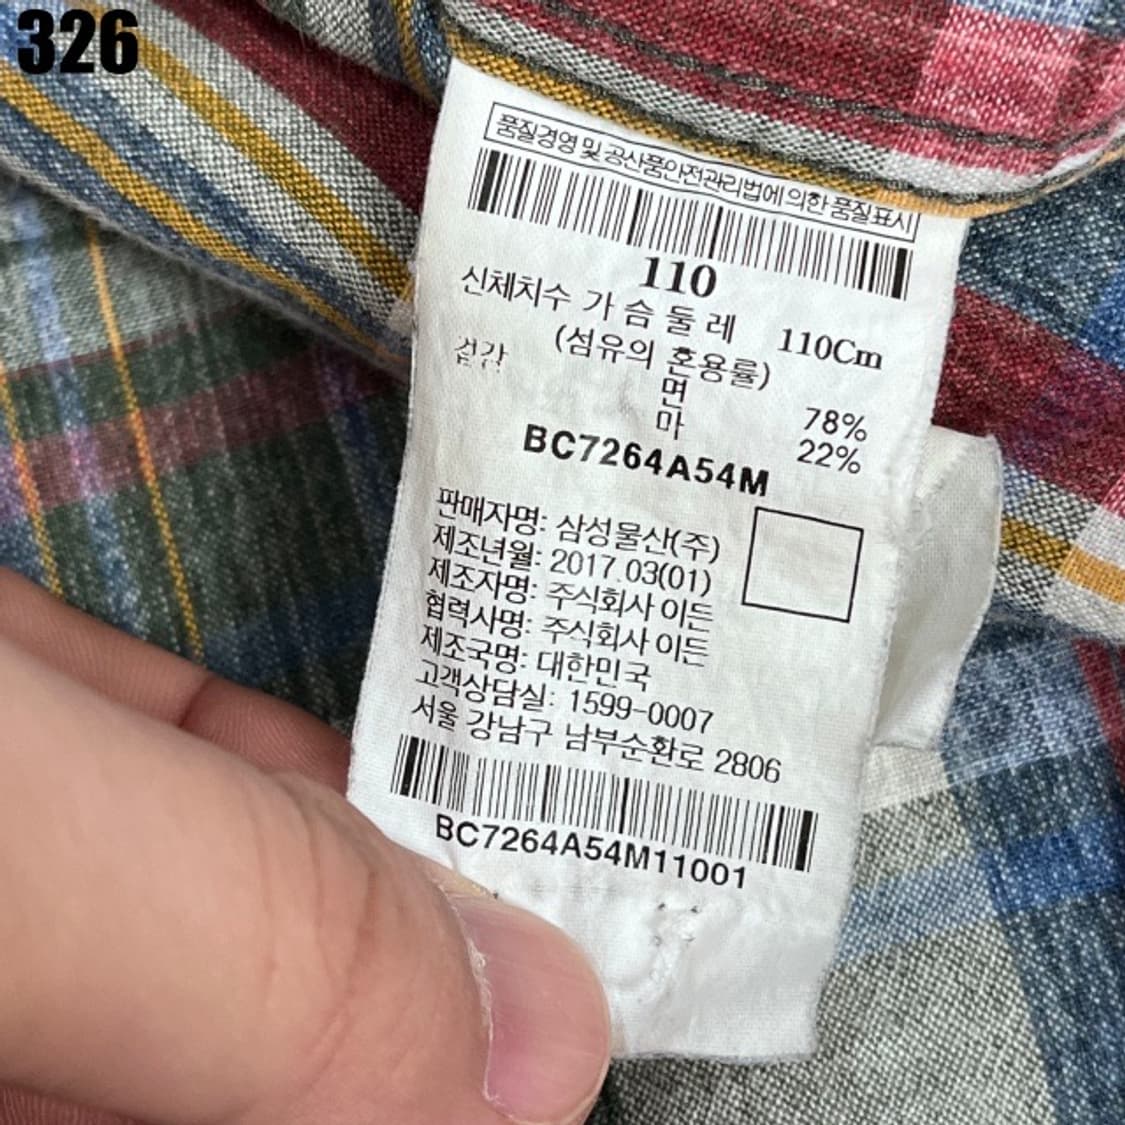 326
품질경영 및 공산품안전관리법에 의한 품질표시
110
신체치수 가슴둘레 110Cm
(섬유의 혼용률)
겉감
면 78%
마 22%
BC7264A54M
판매자명: 삼성물산(주)
제조년월: 2017.03(01)
제조자명: 주식회사 이든
협력사명: 주식회사 이든
제조국명: 대한민국
고객상담실: 1599-0007
서울 강남구 남부순환로 2806
BC7264A54M11001